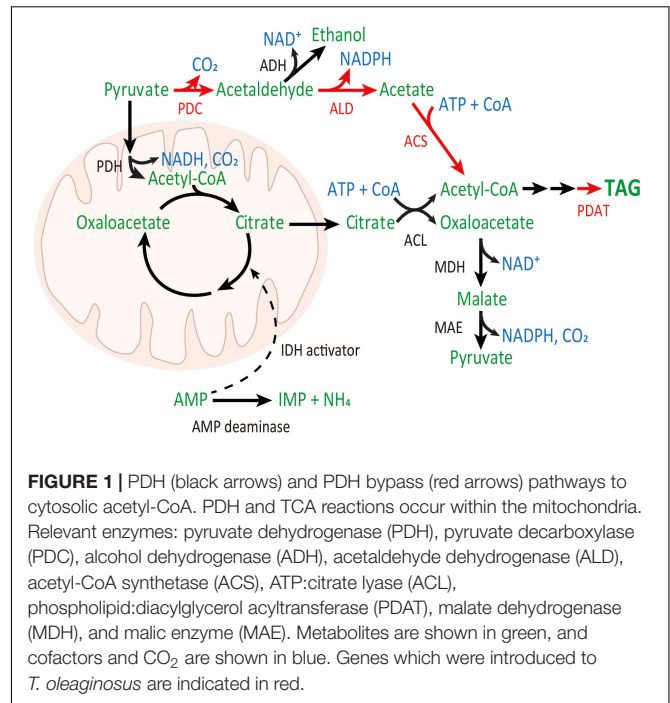 NAD⁺ Ethanol
CO₂ ADH NADPH
Pyruvate Acetaldehyde Acetate
PDC ALD ATP + CoA
ACS
PDH NADH, CO₂
Acetyl-CoA ATP + CoA Acetyl-CoA TAG
PDAT
Oxaloacetate Citrate Citrate Oxaloacetate
ACL
MDH NAD⁺
Malate
MAE NADPH, CO₂
IDH activator Pyruvate
AMP IMP + NH₄
AMP deaminase
FIGURE 1 | PDH (black arrows) and PDH bypass (red arrows) pathways to
cytosolic acetyl-CoA. PDH and TCA reactions occur within the mitochondria.
Relevant enzymes: pyruvate dehydrogenase (PDH), pyruvate decarboxylase
(PDC), alcohol dehydrogenase (ADH), acetaldehyde dehydrogenase (ALD),
acetyl-CoA synthetase (ACS), ATP:citrate lyase (ACL),
phospholipid:diacylglycerol acyltransferase (PDAT), malate dehydrogenase
(MDH), and malic enzyme (MAE). Metabolites are shown in green, and
cofactors and CO₂ are shown in blue. Genes which were introduced to
T. oleaginosus are indicated in red.